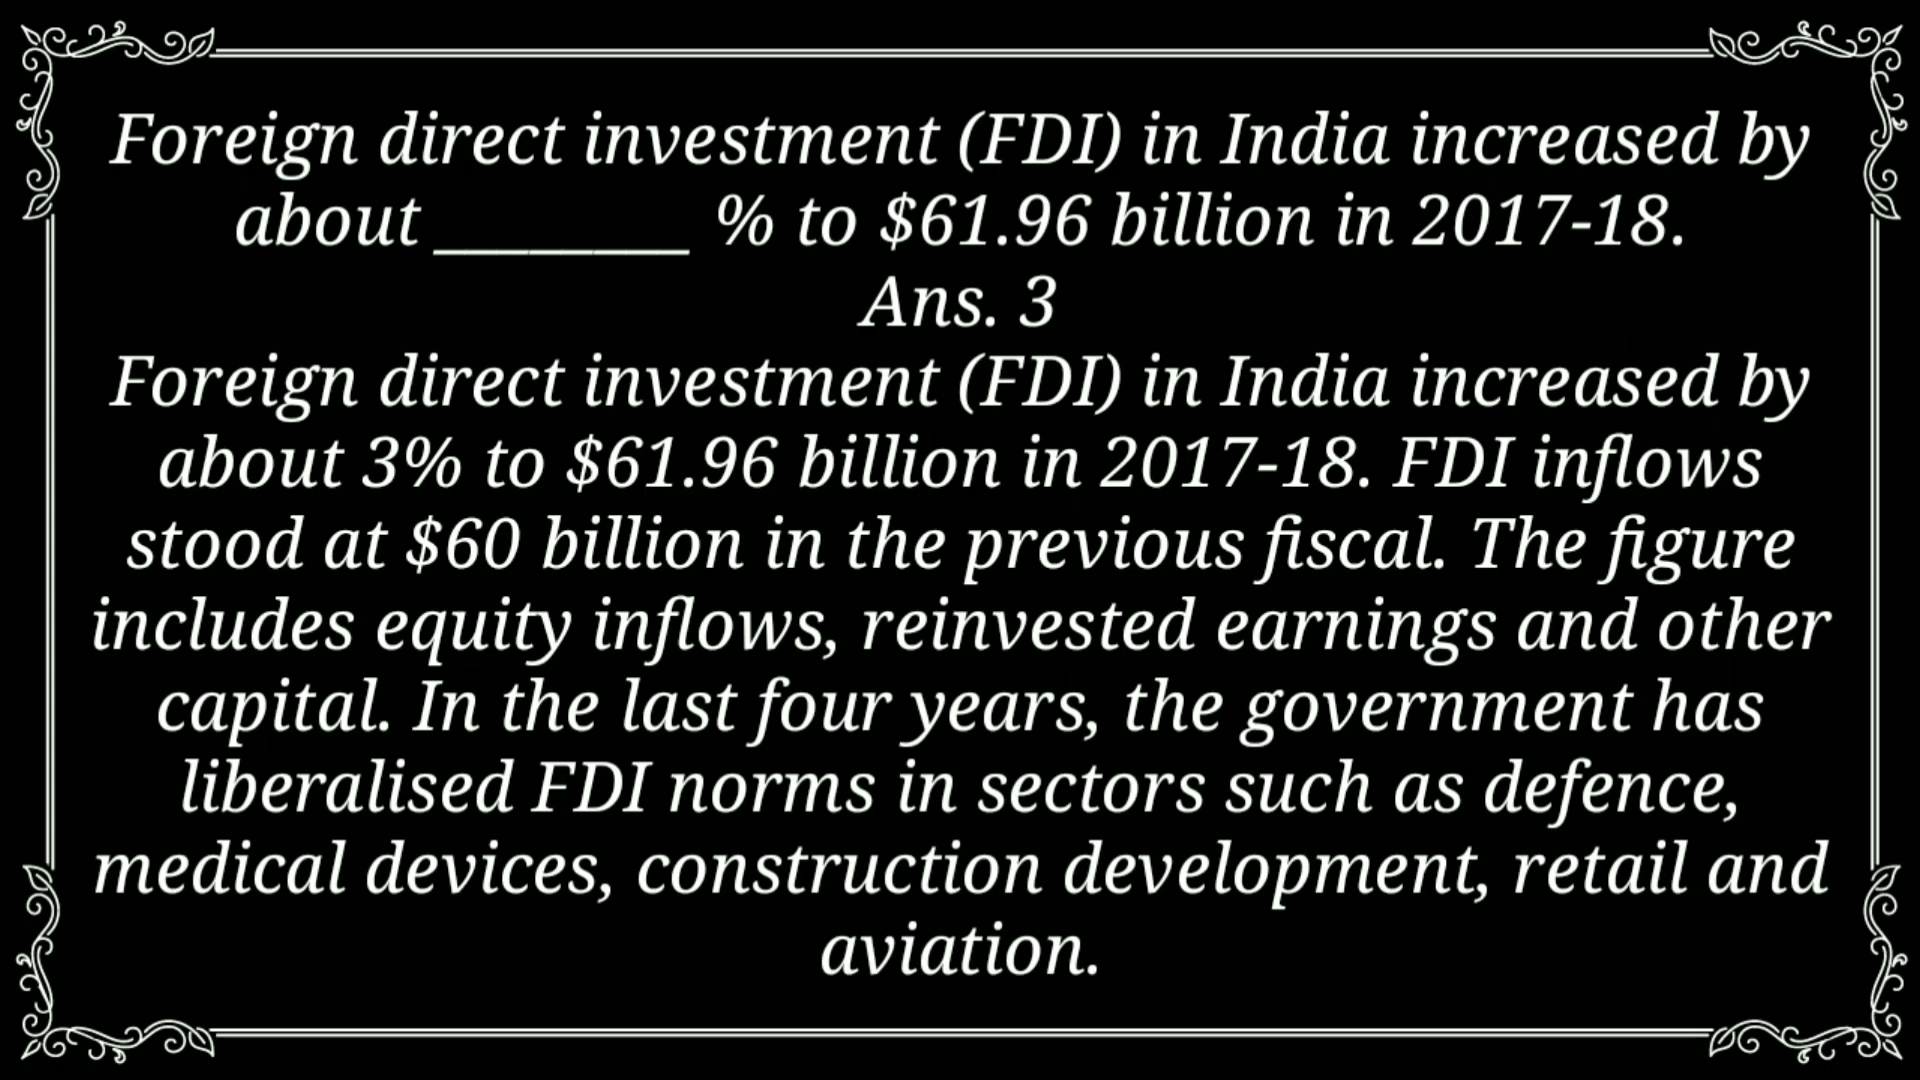 Foreign direct investment (FDI) in India increased by
about ________ % to $61.96 billion in 2017-18.
Ans. 3
Foreign direct investment (FDI) in India increased by
about 3% to $61.96 billion in 2017-18. FDI inflows
stood at $60 billion in the previous fiscal. The figure
includes equity inflows, reinvested earnings and other
capital. In the last four years, the government has
liberalised FDI norms in sectors such as defence,
medical devices, construction development, retail and
aviation.